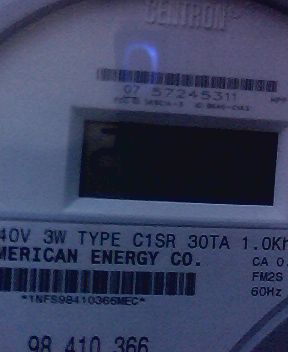 CENTRON
07 57245311
40V 3W TYPE C1SR 30TA 1.0Kh
MERICAN ENERGY CO.
CA 0.
FM2S
60Hz
*1NFS98410366MEC*
98 410 366